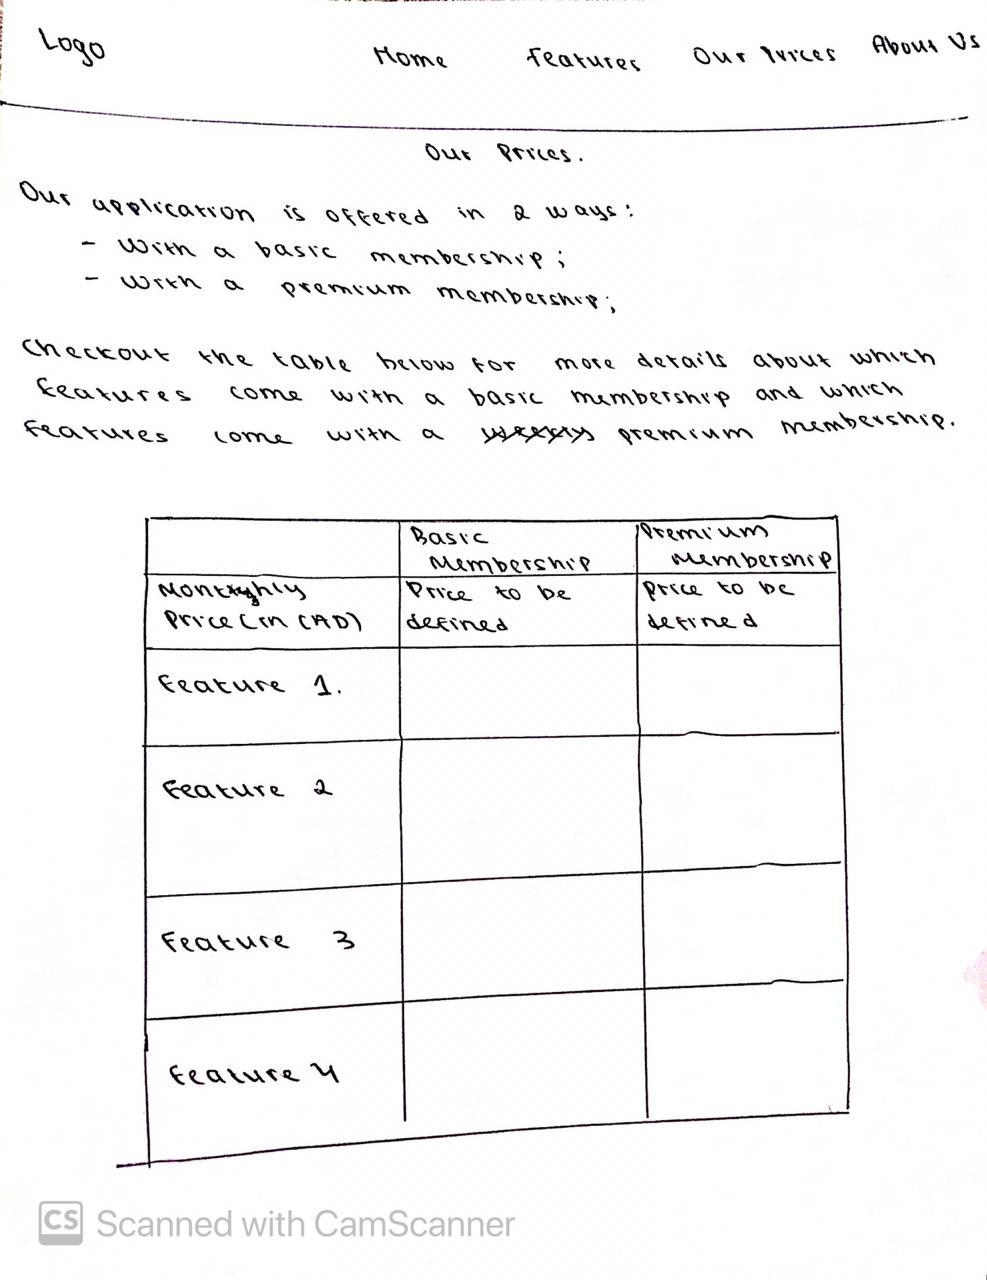 Logo Home Features Our Prices About Us
Our Prices.
Our application is offered in 2 ways:
- With a basic membership;
- With a premium membership;
Checkout the table below for more details about which
features come with a basic membership and which
features come with a premium membership.
Basic Membership Premium Membership
Monthly Price (in CAD) Price to be defined Price to be defined
Feature 1.
Feature 2
Feature 3
Feature 4
CS Scanned with CamScanner